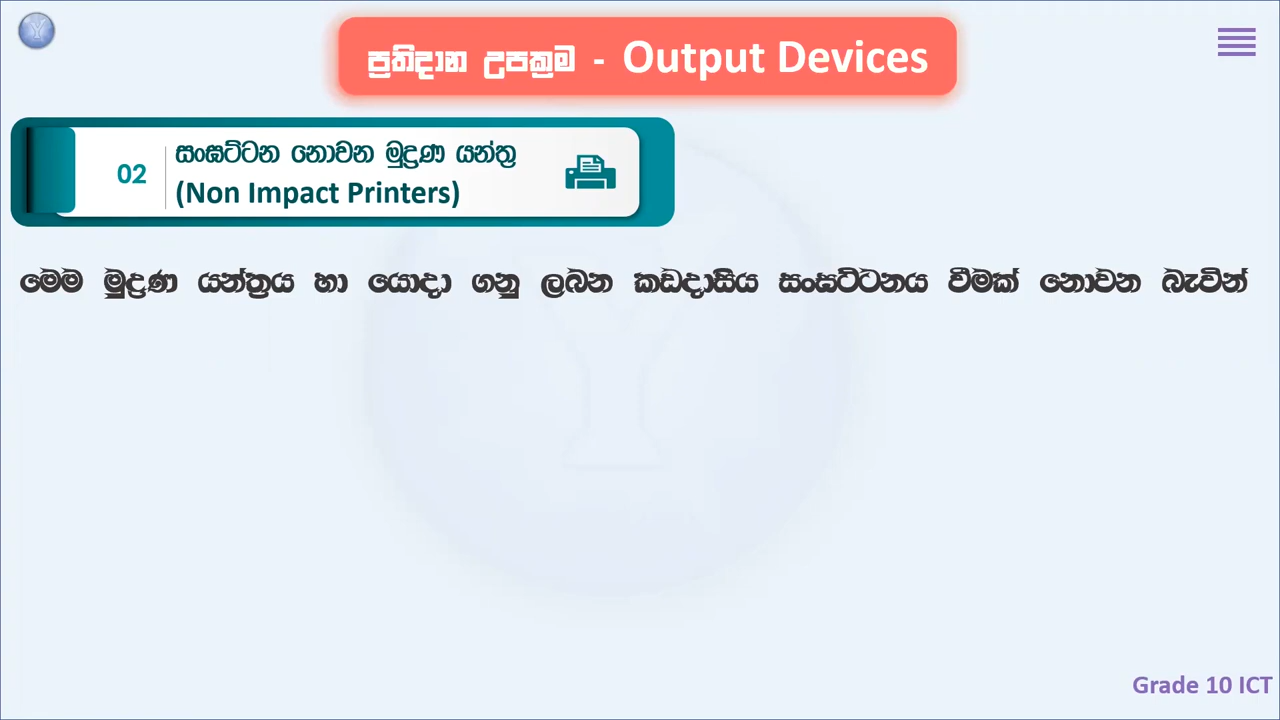 ප්‍රතිදාන උපක්‍රම - Output Devices
02
සංඝට්ටන නොවන මුද්‍රණ යන්ත්‍ර
(Non Impact Printers)
මෙම මුද්‍රණ යන්ත්‍රය හා යොදා ගනු ලබන කඩදාසිය සංඝට්ටනය වීමක් නොවන බැවින්
Grade 10 ICT